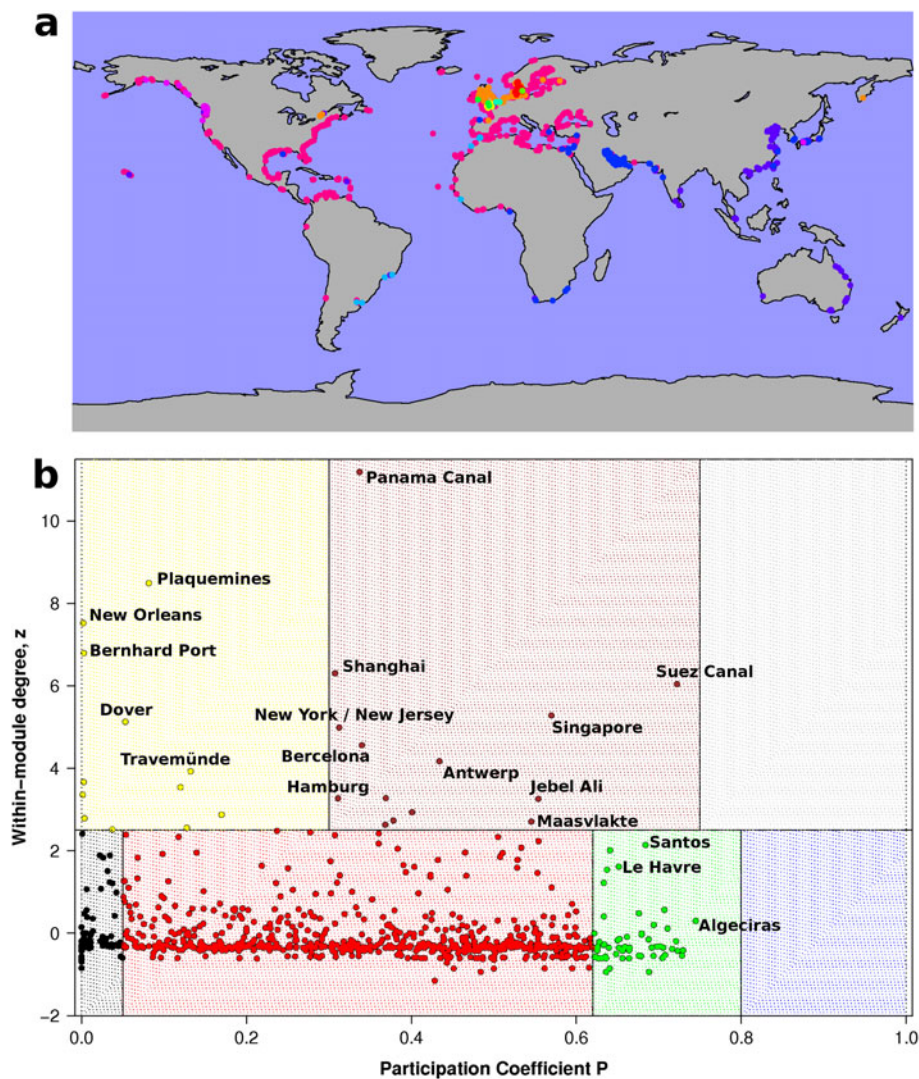 a
b
Panama Canal
10
Plaquemines
8
New Orleans
Bernhard Port
Shanghai
Suez Canal
6
Dover
New York / New Jersey
Singapore
Travemünde
Bercelona
Antwerp
4
Hamburg
Jebel Ali
Maasvlakte
2
Santos
Le Havre
Algeciras
0
−2
Within−module degree, z
0.0 0.2 0.4 0.6 0.8 1.0
Participation Coefficient P